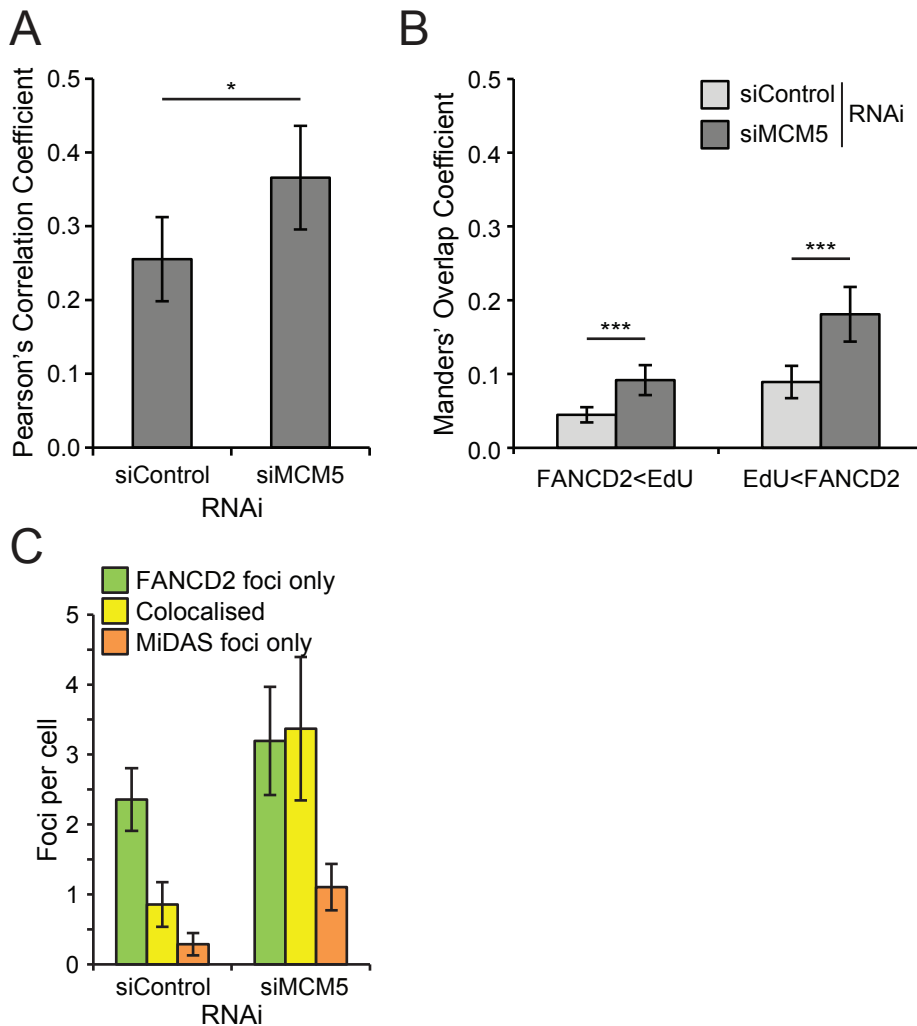 A
Pearson's Correlation Coefficient
0.5
0.4
0.3
0.2
0.1
0.0
*
siControl
siMCM5
RNAi
B
Manders' Overlap Coefficient
0.5
0.4
0.3
0.2
0.1
0.0
siControl
siMCM5
RNAi
***
***
FANCD2<EdU
EdU<FANCD2
C
FANCD2 foci only
Colocalised
MiDAS foci only
Foci per cell
5
4
3
2
1
0
siControl
siMCM5
RNAi